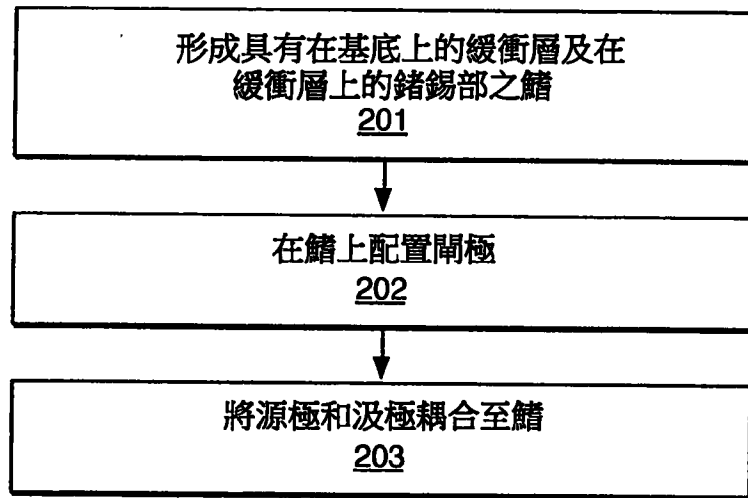 形成具有在基底上的緩衝層及在
緩衝層上的鍺錫部之鰭
201
在鰭上配置閘極
202
將源極和汲極耦合至鰭
203